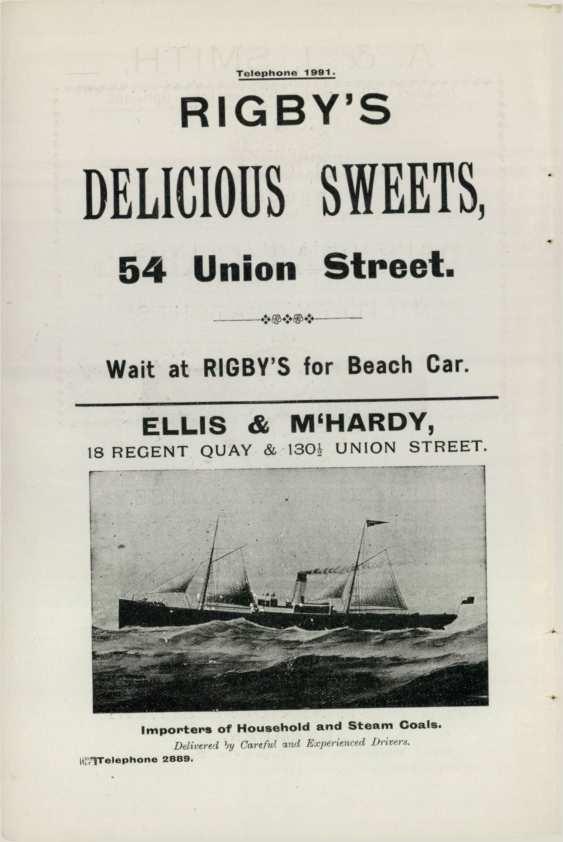 Telephone 1991.
RIGBY'S
DELICIOUS SWEETS,
54 Union Street.
Wait at RIGBY'S for Beach Car.
ELLIS & M‘HARDY,
18 REGENT QUAY & 130½ UNION STREET.
Importers of Household and Steam Coals.
Delivered by Careful and Experienced Drivers.
Telephone 2889.